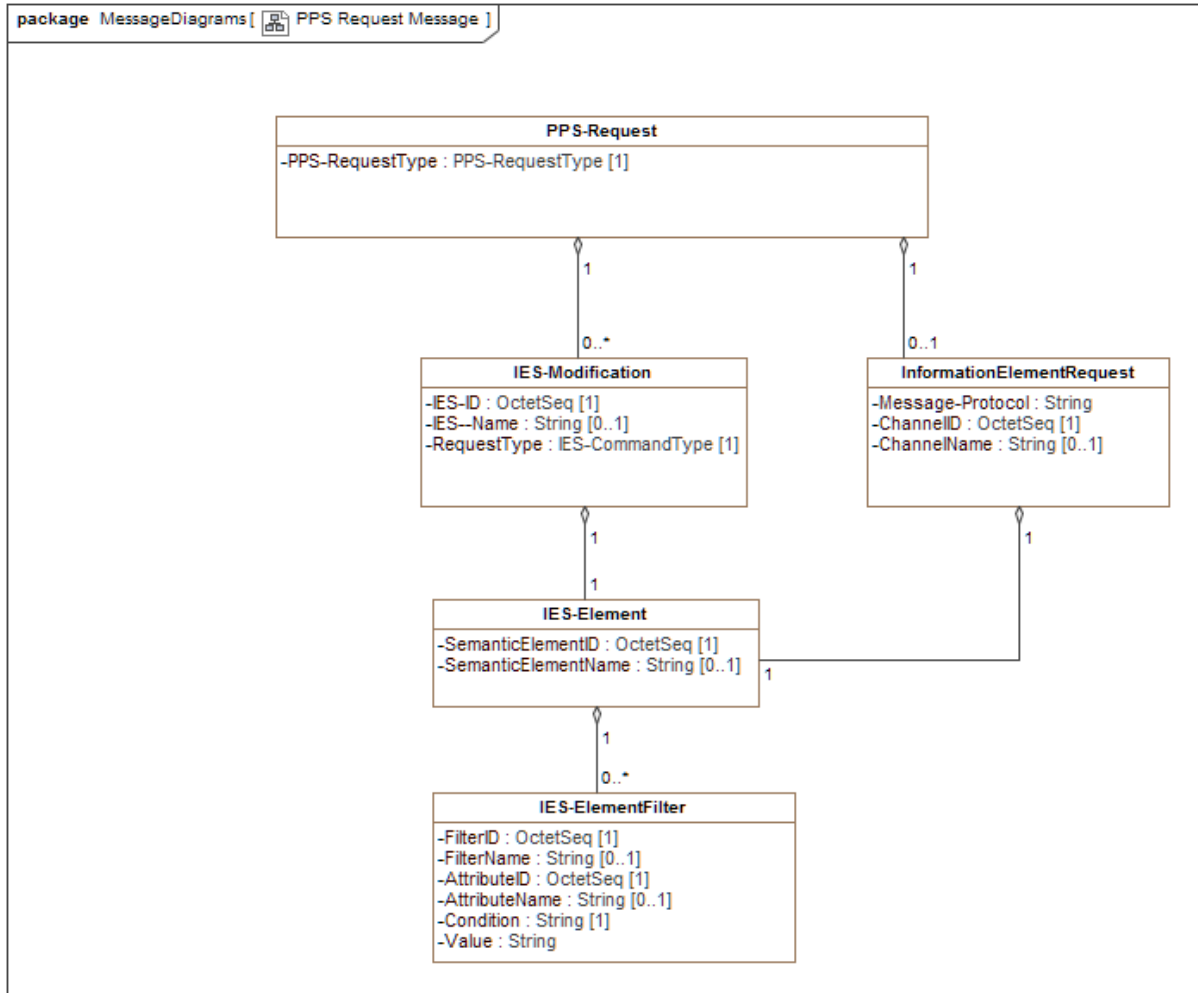 package MessageDiagrams[ PPS Request Message ]
PPS-Request
-PPS-RequestType : PPS-RequestType [1]
1
1
0..*
0..1
IES-Modification
-IES-ID : OctetSeq [1]
-IES--Name : String [0..1]
-RequestType : IES-CommandType [1]
InformationElementRequest
-Message-Protocol : String
-ChannelID : OctetSeq [1]
-ChannelName : String [0..1]
1
1
1
IES-Element
-SemanticElementID : OctetSeq [1]
-SemanticElementName : String [0..1]
1
1
0..*
IES-ElementFilter
-FilterID : OctetSeq [1]
-FilterName : String [0..1]
-AttributeID : OctetSeq [1]
-AttributeName : String [0..1]
-Condition : String [1]
-Value : String